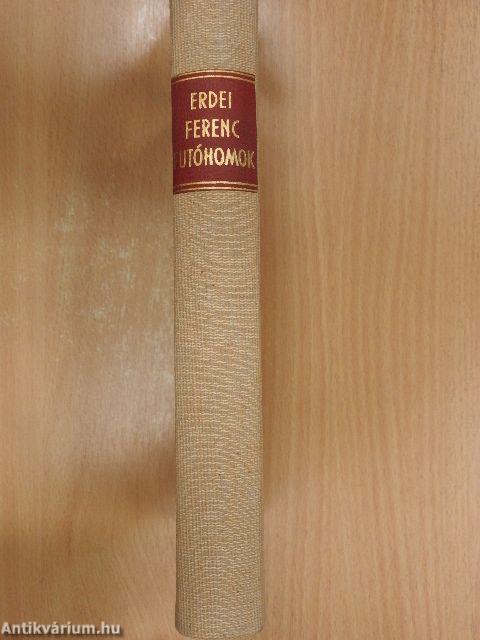 ERDEI
FERENC
FUTÓHOMOK
Antikvárium.hu